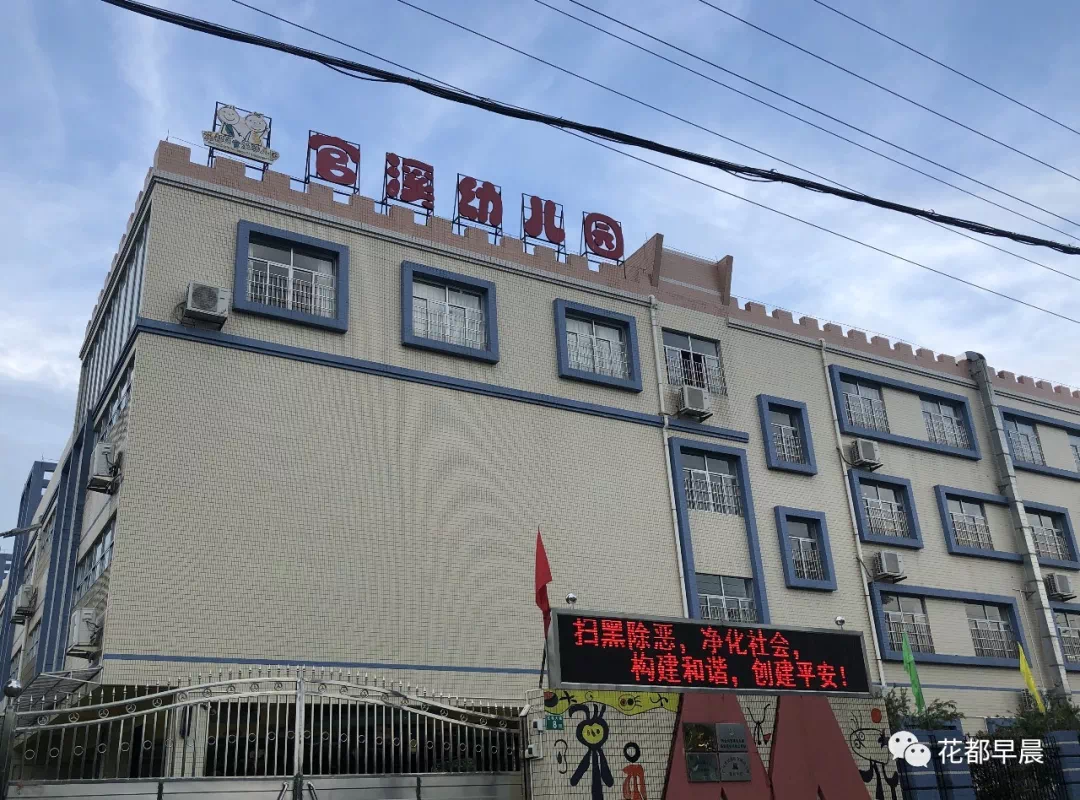 官溪幼儿园
扫黑除恶，净化社会，
构建和谐，创建平安！
8
花都早晨